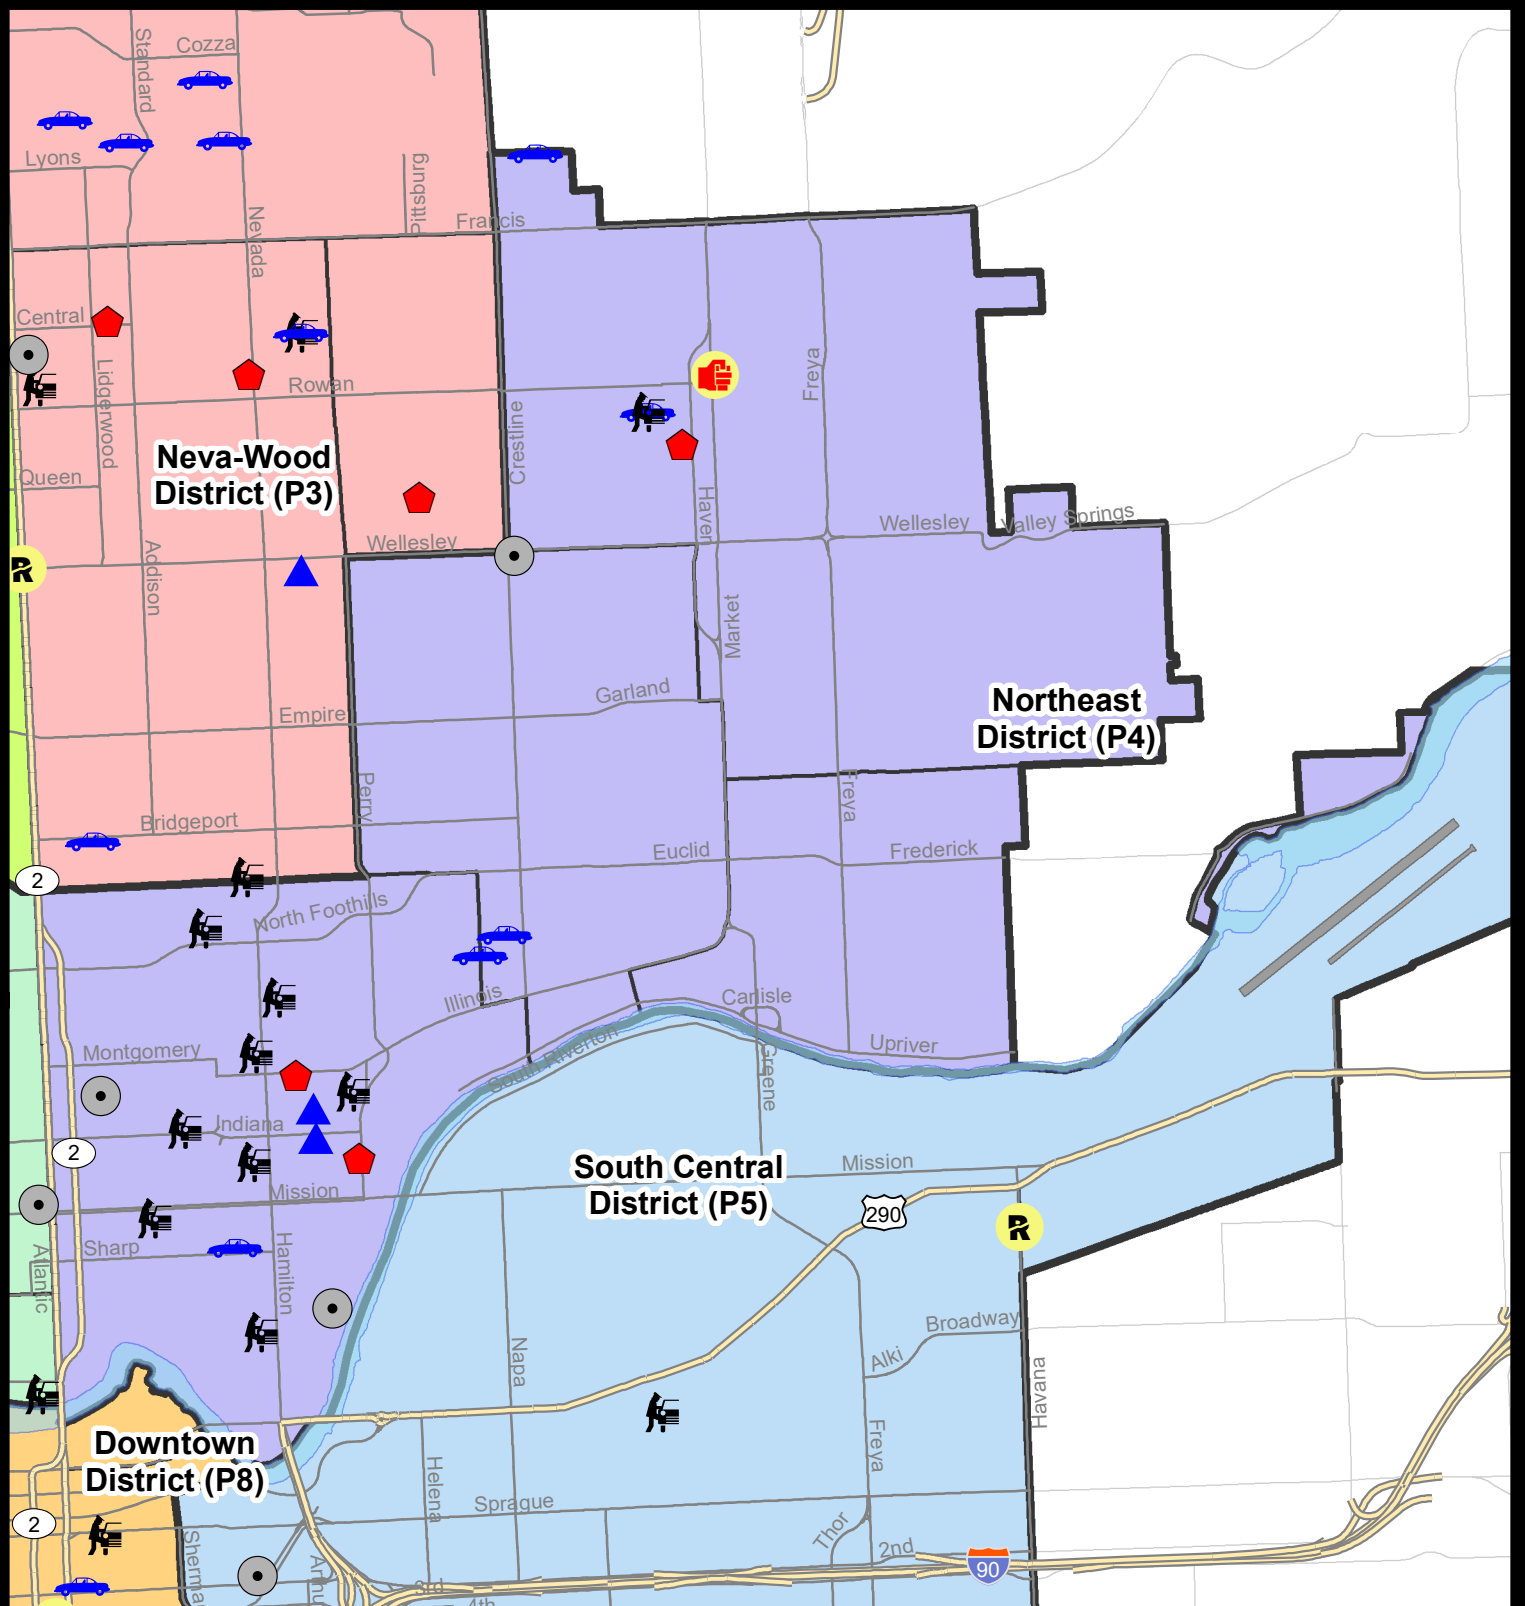 Cozza
Standard
Lyons
Pittsburg
Nevada
Francis
Central
Lidgerwood
Rowan
Freya
Crestline
Neva-Wood
District (P3)
Queen
Haven
Wellesley
Valley Springs
Wellesley
R
Addison
Market
Garland
Northeast
District (P4)
Empire
Perry
Freya
Bridgeport
Euclid
Frederick
2
North Foothills
Illinois
Carlisle
Montgomery
South Riverton
Upriver
Greene
Indiana
2
South Central
District (P5)
Mission
Mission
290
R
Sharp
Atlantic
Hamilton
Napa
Broadway
Alki
Havana
Downtown
District (P8)
Helena
Freya
Sprague
2
Thor
2nd
90
3rd
4th